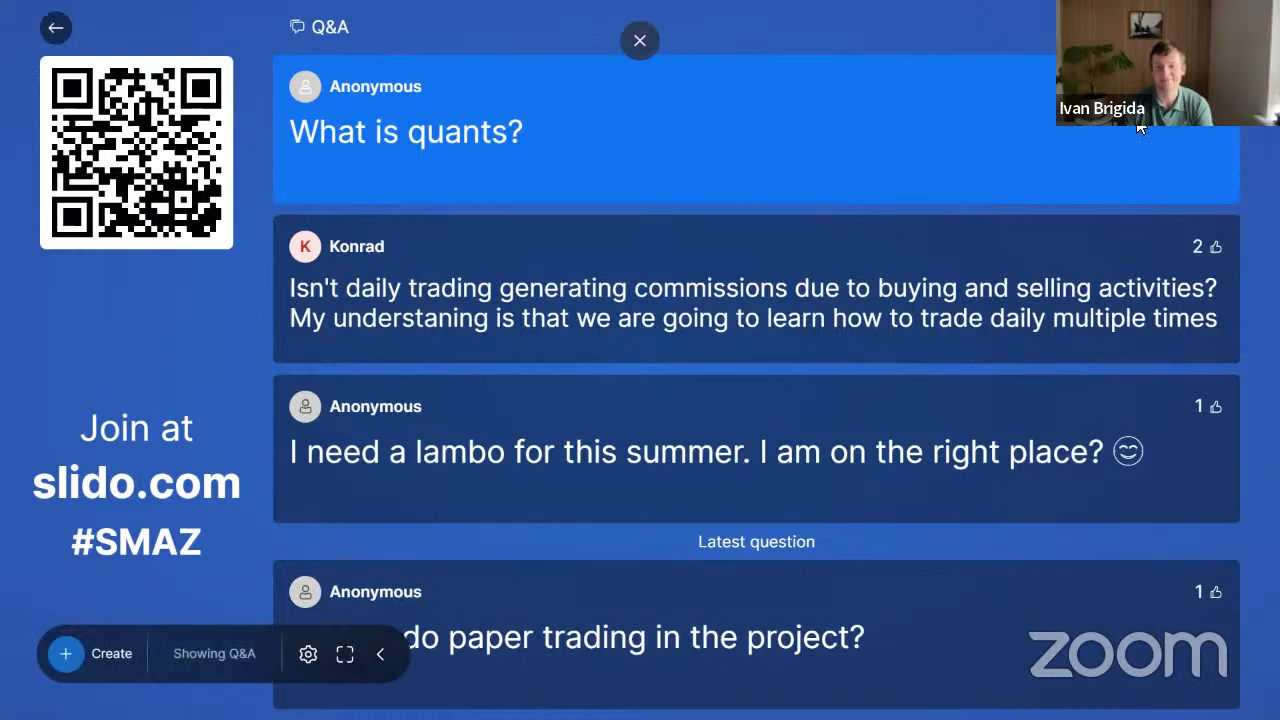 Q&A
Anonymous
What is quants?
Ivan Brigida
K
Konrad
2
Isn't daily trading generating commissions due to buying and selling activities?
My understaning is that we are going to learn how to trade daily multiple times
Anonymous
1
I need a lambo for this summer. I am on the right place? 😊
Latest question
Anonymous
1
do paper trading in the project?
Join at
slido.com
#SMAZ
Create
Showing Q&A
zoom